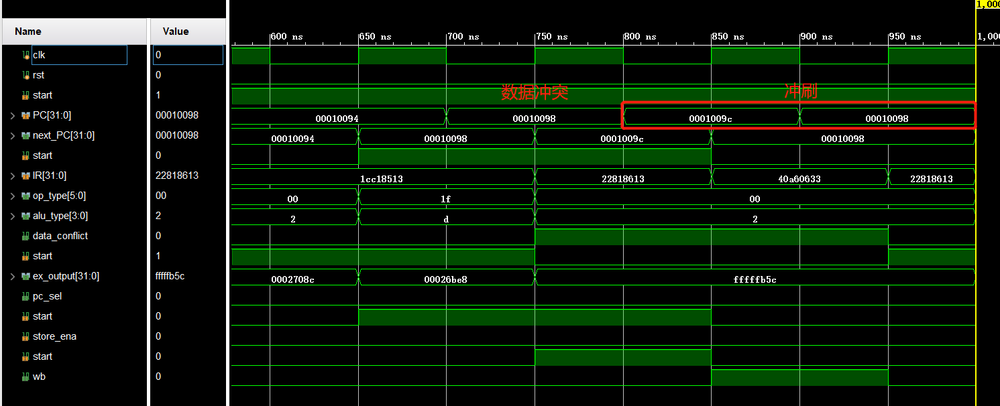 1,000
Name Value
600 ns 650 ns 700 ns 750 ns 800 ns 850 ns 900 ns 950 ns 1,00
clk 0
rst 0
start 1 数据冲突 冲刷
PC[31:0] 00010098 00010094 00010098 0001009c 00010098
next_PC[31:0] 00010098 00010094 00010098 0001009c 00010098
start 0
IR[31:0] 22818613 1cc18513 22818613 40a60633 22818613
op_type[5:0] 00 00 1f 00
alu_type[3:0] 2 2 d 2
data_conflict 0
start 1
ex_output[31:0] fffffb5c 0002708c 00026be8 fffffb5c
pc_sel 0
start 0
store_ena 0
start 0
wb 0